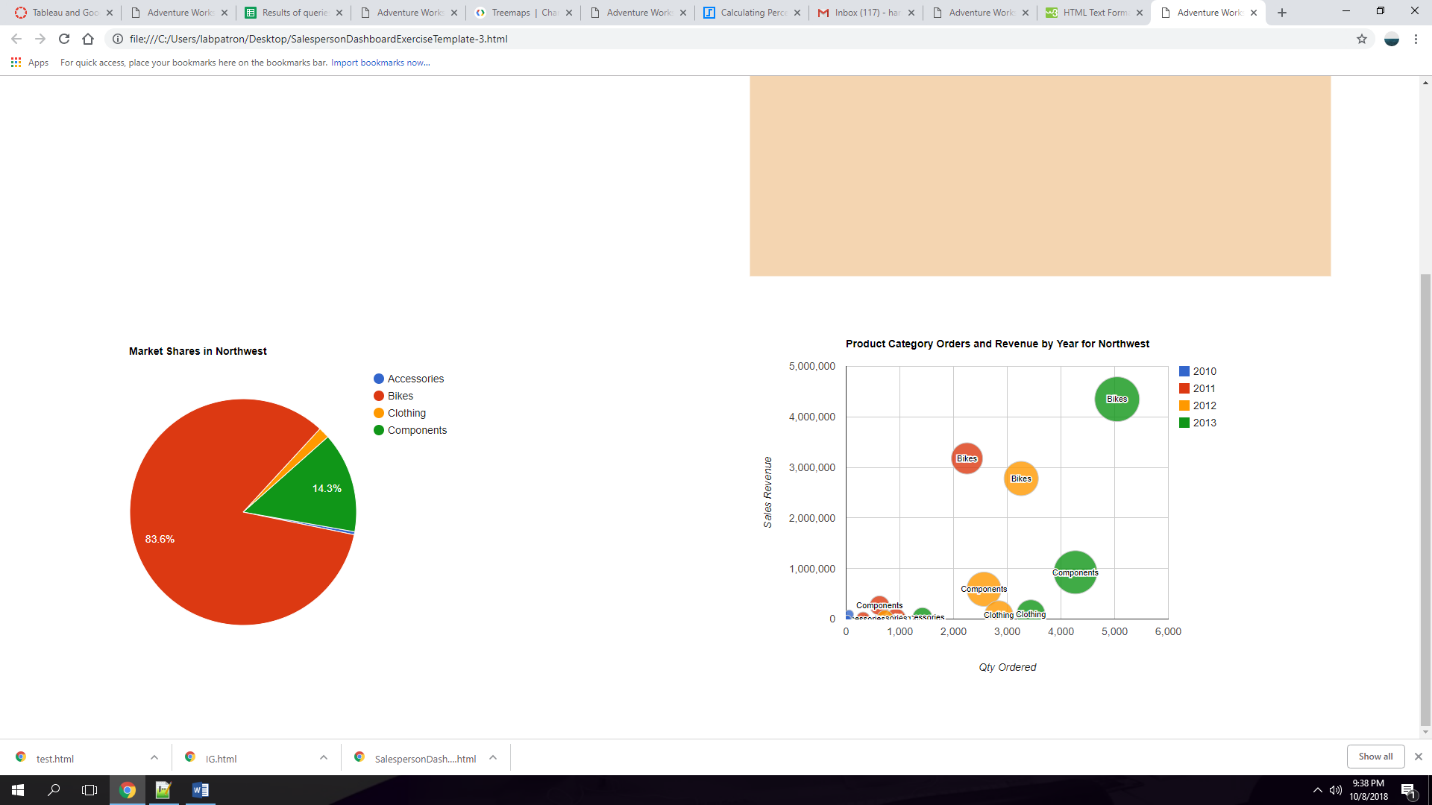 Tableau and Goo
Adventure Work
Results of querie
Adventure Work
Treemaps | Cha
Adventure Work
Calculating Perce
Inbox (117) - har
Adventure Work
HTML Text Form
Adventure Work
file:///C:/Users/labpatron/Desktop/SalespersonDashboardExerciseTemplate-3.html
Apps For quick access, place your bookmarks here on the bookmarks bar. Import bookmarks now...
Market Shares in Northwest
Accessories
Bikes
Clothing
Components
14.3%
83.6%
Product Category Orders and Revenue by Year for Northwest
5,000,000
4,000,000
3,000,000
2,000,000
1,000,000
0
Sales Revenue
Bikes
Bikes
Bikes
Components
Components
Components
Clothing
Clothing
0 1,000 2,000 3,000 4,000 5,000 6,000
Qty Ordered
2010
2011
2012
2013
test.html
IG.html
SalespersonDash....html
Show all
9:38 PM
10/8/2018
1